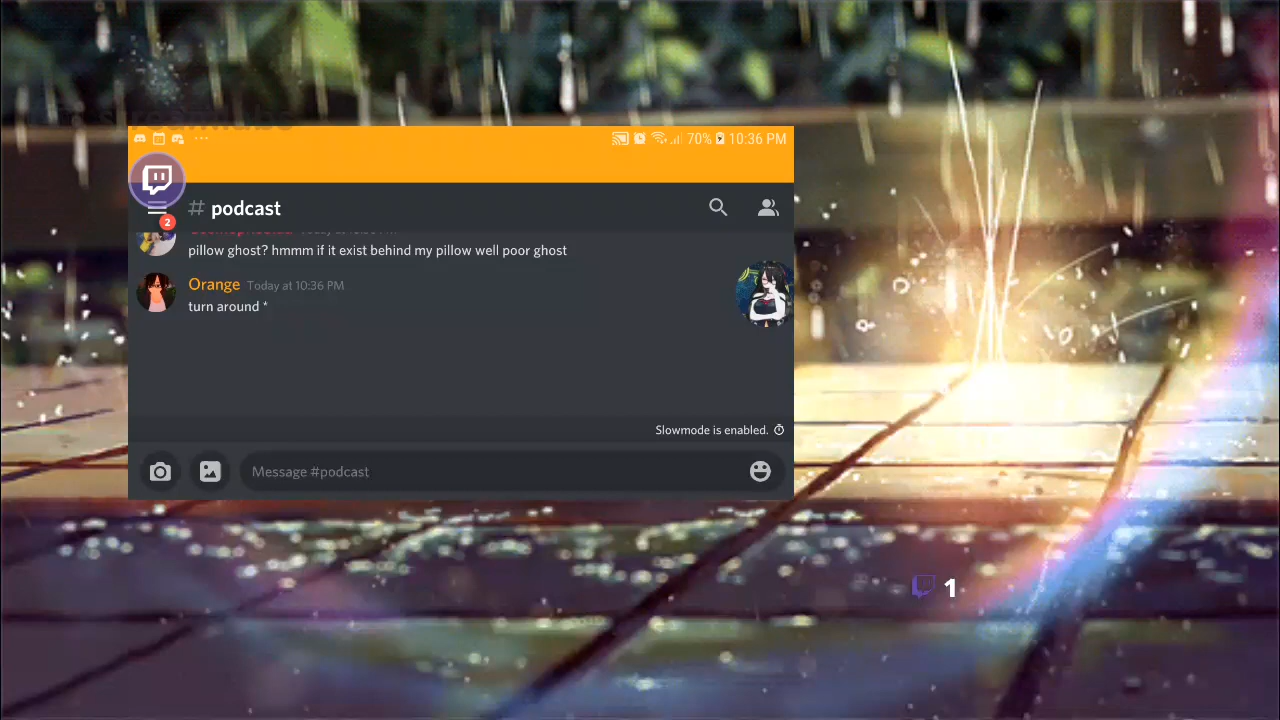 70% 10:36 PM
# podcast
2
pillow ghost? hmmm if it exist behind my pillow well poor ghost
Orange Today at 10:36 PM
turn around *
Slowmode is enabled.
Message #podcast
1